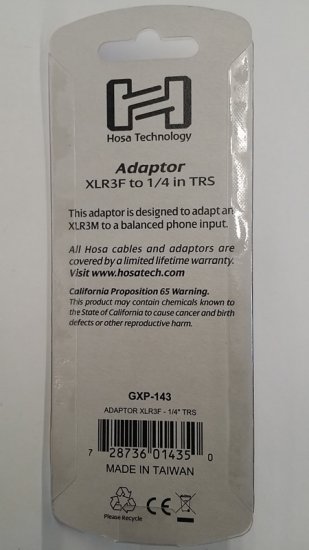 Hosa Technology
Adaptor
XLR3F to 1/4 in TRS
This adaptor is designed to adapt an
XLR3M to a balanced phone input.
All Hosa cables and adaptors are
covered by a limited lifetime warranty.
Visit www.hosatech.com
California Proposition 65 Warning.
This product may contain chemicals known to
the State of California to cause cancer and birth
defects or other reproductive harm.
GXP-143
ADAPTOR XLR3F - 1/4" TRS
7 28736 01435 0
MADE IN TAIWAN
CE
Please Recycle